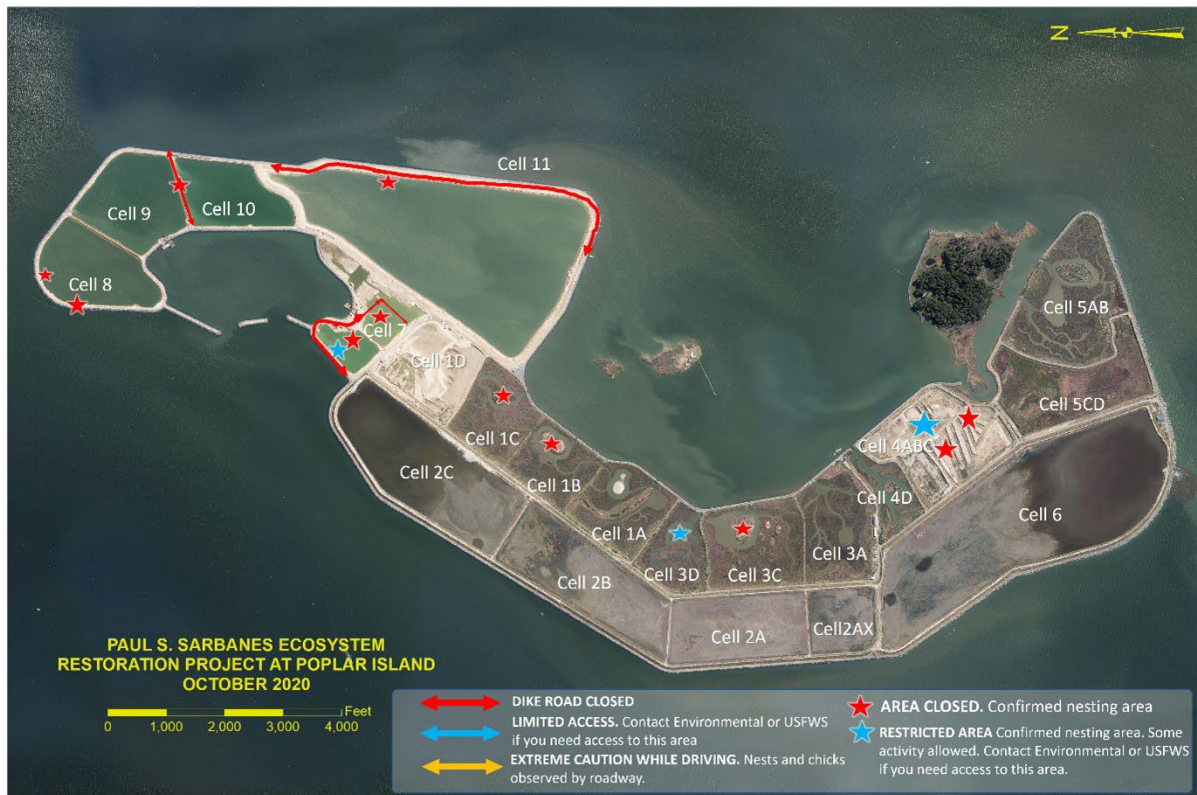 N
Cell 11
Cell 9
Cell 10
Cell 8
Cell 7
Cell 1D
Cell 5AB
Cell 5CD
Cell 1C
Cell 4ABC
Cell 2C
Cell 1B
Cell 4D
Cell 6
Cell 1A
Cell 3A
Cell 3D
Cell 3C
Cell 2B
Cell 2A
Cell2AX
PAUL S. SARBANES ECOSYSTEM
RESTORATION PROJECT AT POPLAR ISLAND
OCTOBER 2020
Feet
0 1,000 2,000 3,000 4,000
DIKE ROAD CLOSED
LIMITED ACCESS. Contact Environmental or USFWS
if you need access to this area
EXTREME CAUTION WHILE DRIVING. Nests and chicks
observed by roadway.
AREA CLOSED. Confirmed nesting area
RESTRICTED AREA Confirmed nesting area. Some
activity allowed. Contact Environmental or USFWS
if you need access to this area.